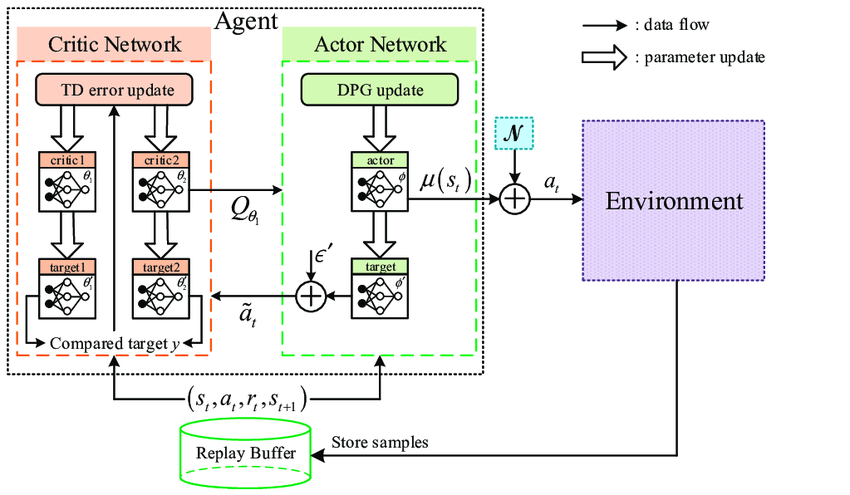 Agent
Critic Network
Actor Network
: data flow
: parameter update
TD error update
DPG update
critic1
θ₁
critic2
θ₂
actor
ϕ
𝒩
μ(sₜ)
aₜ
Environment
Q_θ₁
target1
θ₁′
target2
θ₂′
ϵ′
target
ϕ′
ãₜ
Compared target y
(sₜ, aₜ, rₜ, sₜ₊₁)
Replay Buffer
Store samples